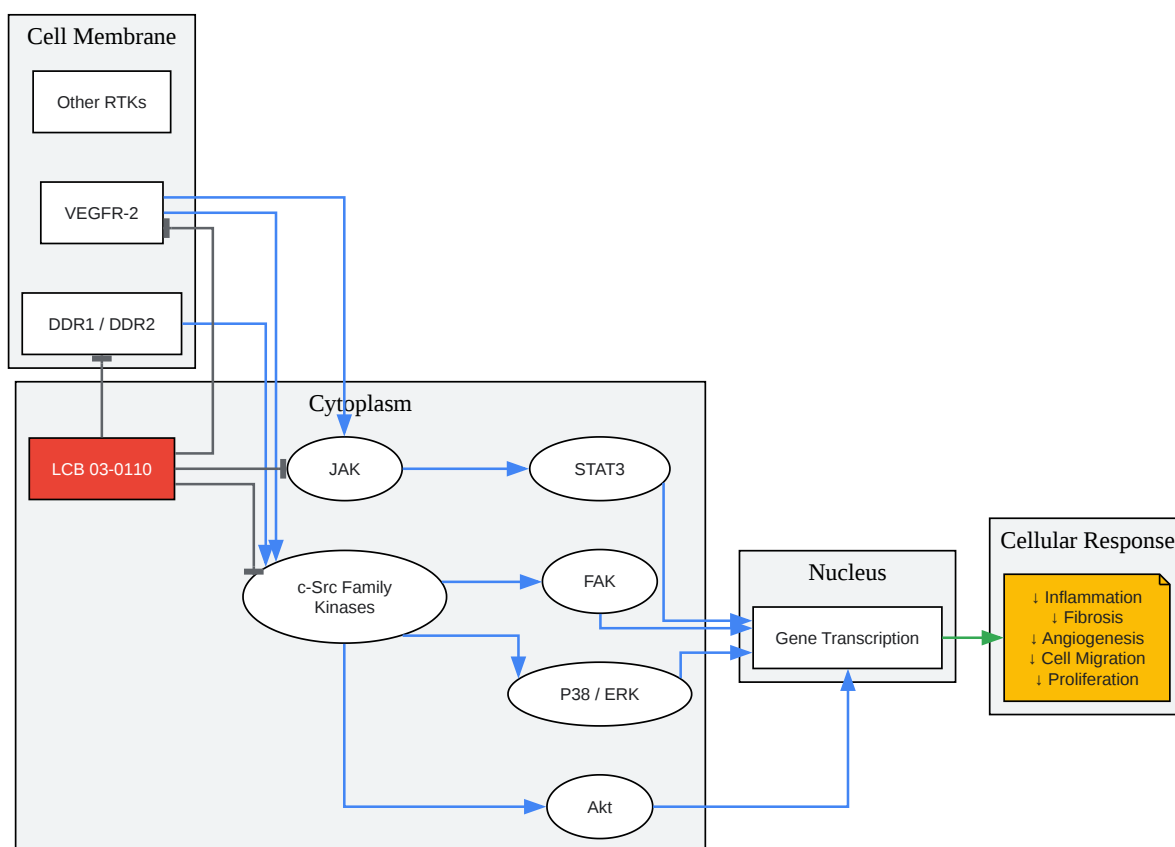 Cell Membrane
Other RTKs
VEGFR-2
DDR1 / DDR2
Cytoplasm
LCB 03-0110
JAK
STAT3
c-Src Family
Kinases
FAK
P38 / ERK
Akt
Nucleus
Gene Transcription
Cellular Response
↓ Inflammation
↓ Fibrosis
↓ Angiogenesis
↓ Cell Migration
↓ Proliferation